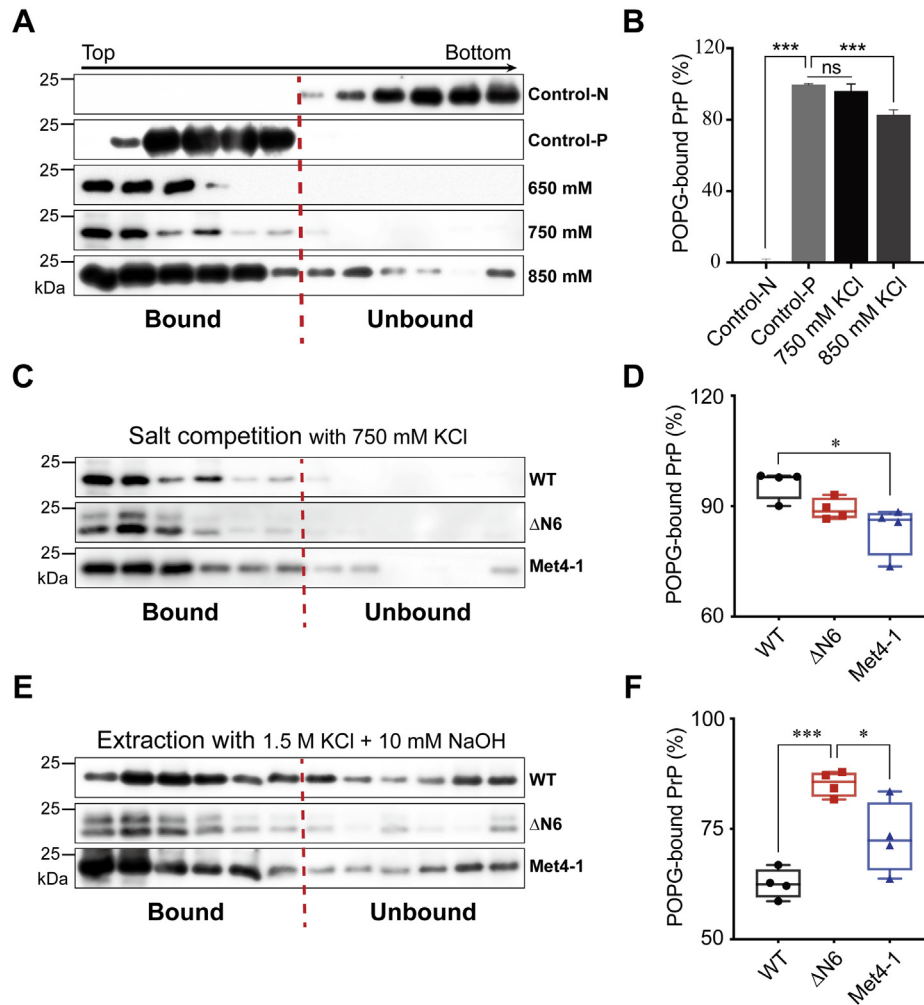 A
Top Bottom
25
Control-N
25
Control-P
25
650 mM
25
750 mM
25
850 mM
kDa
Bound Unbound
B
POPG-bound PrP (%)
120
80
40
0
*** ***
ns
Control-N
Control-P
750 mM KCl
850 mM KCl
C
Salt competition with 750 mM KCl
25
WT
25
ΔN6
25
Met4-1
kDa
Bound Unbound
D
POPG-bound PrP (%)
120
90
60
*
WT
ΔN6
Met4-1
E
Extraction with 1.5 M KCl + 10 mM NaOH
25
WT
25
ΔN6
25
Met4-1
kDa
Bound Unbound
F
POPG-bound PrP (%)
100
75
50
*** *
WT
ΔN6
Met4-1